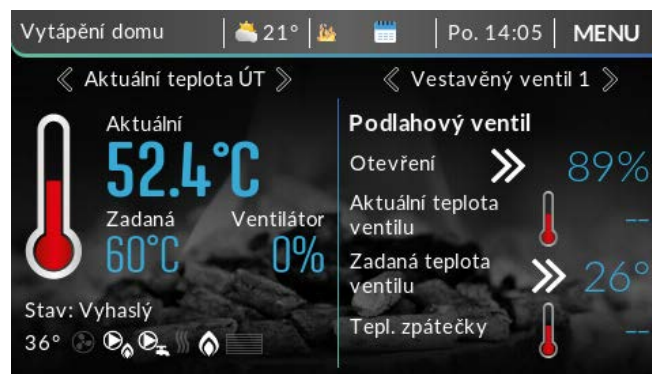 Vytápění domu 21° Po. 14:05 MENU
Aktuální teplota ÚT
Aktuální
52.4°C
Zadaná Ventilátor
60°C 0%
Stav: Vyhaslý
36°
Vestavěný ventil 1
Podlahový ventil
Otevření 89%
Aktuální teplota
ventilu --
Zadaná teplota
ventilu 26°
Tepl. zpátečky --